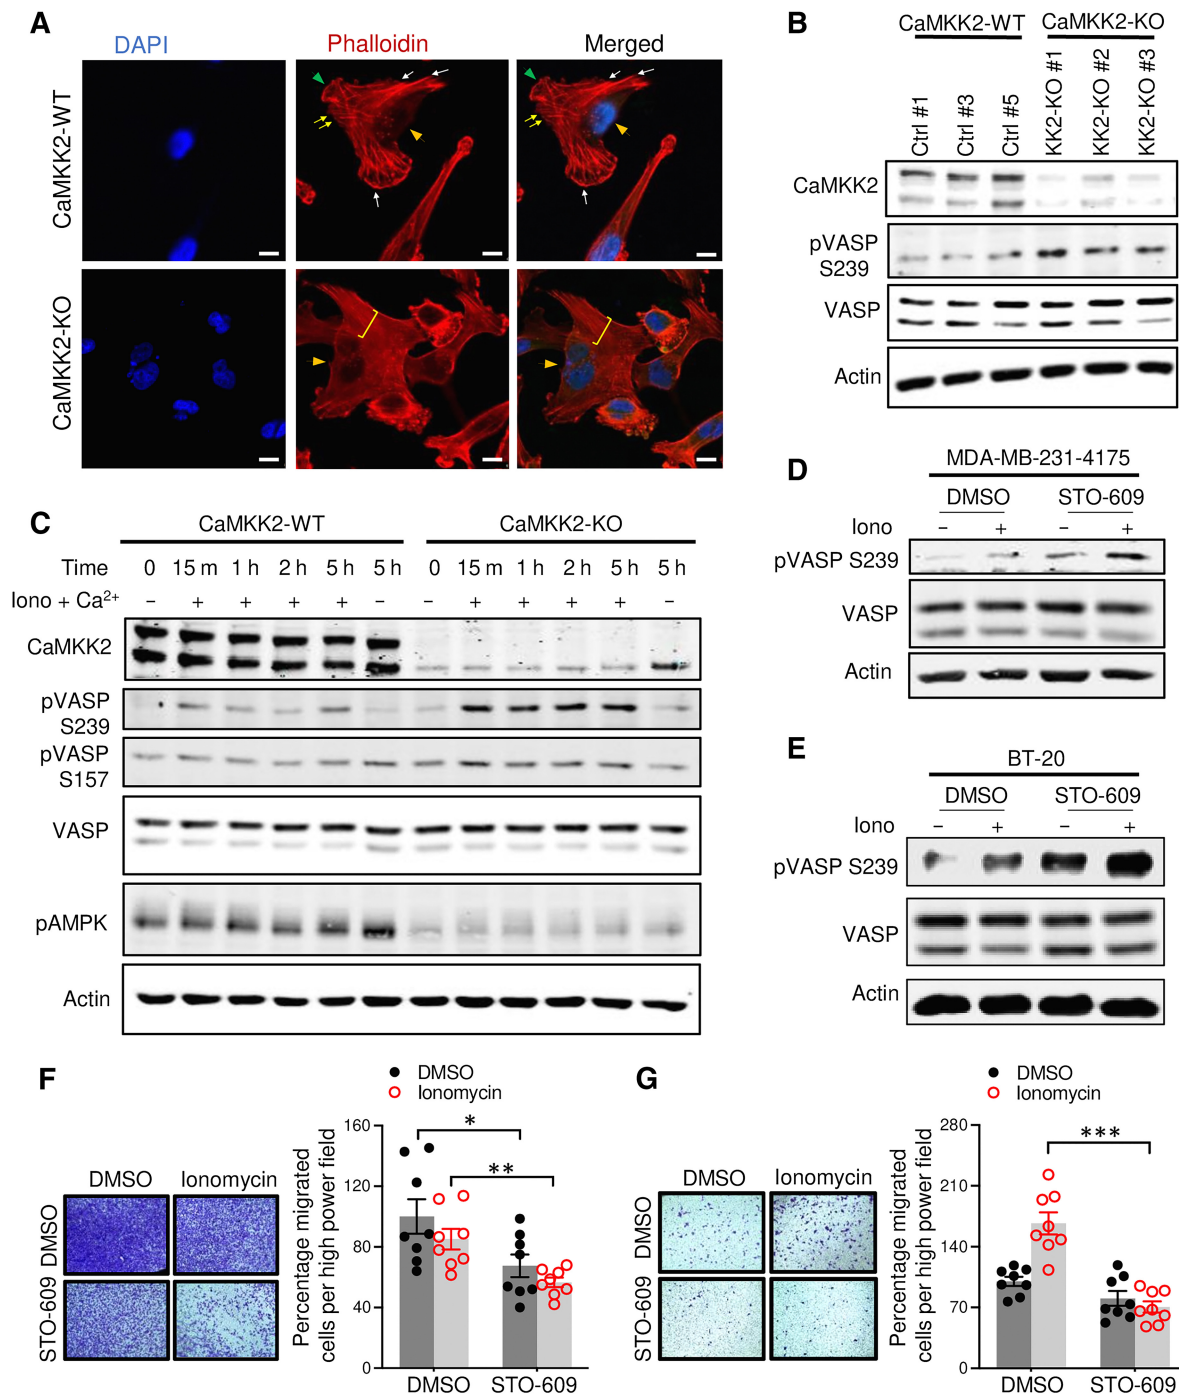 A
DAPI
Phalloidin
Merged
CaMKK2-WT
CaMKK2-KO
B
CaMKK2-WT
CaMKK2-KO
Ctrl #1
Ctrl #3
Ctrl #5
KK2-KO #1
KK2-KO #2
KK2-KO #3
CaMKK2
pVASP
S239
VASP
Actin
C
CaMKK2-WT
CaMKK2-KO
Time 0 15 m 1 h 2 h 5 h 5 h 0 15 m 1 h 2 h 5 h 5 h
Iono + Ca²⁺ − + + + + − − + + + + −
CaMKK2
pVASP
S239
pVASP
S157
VASP
pAMPK
Actin
D
MDA-MB-231-4175
DMSO STO-609
Iono − + − +
pVASP S239
VASP
Actin
E
BT-20
DMSO STO-609
Iono − + − +
pVASP S239
VASP
Actin
F
DMSO Ionomycin
DMSO
STO-609
DMSO
Ionomycin
Percentage migrated
cells per high power field
160
120
80
40
0
*
**
DMSO STO-609
G
DMSO Ionomycin
DMSO
STO-609
DMSO
Ionomycin
Percentage migrated
cells per high power field
280
210
140
70
0
***
DMSO STO-609